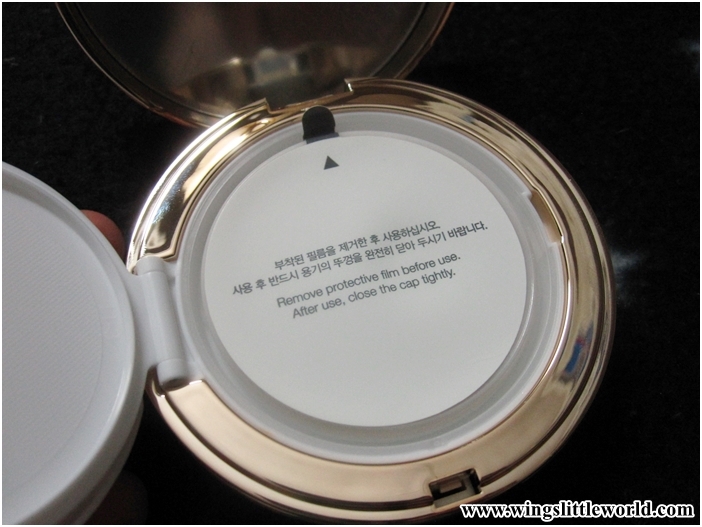 부착된 필름을 제거한 후 사용하십시오.
사용 후 반드시 용기의 뚜껑을 완전히 닫아 두시기 바랍니다.
Remove protective film before use.
After use, close the cap tightly.
www.wingslittleworld.com